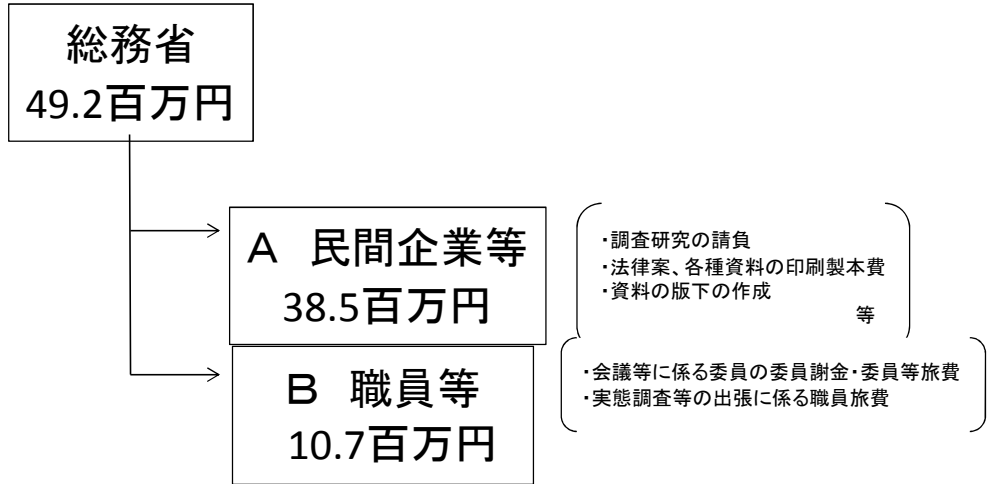 総務省
49.2百万円
A　民間企業等
38.5百万円
・調査研究の請負
・法律案、各種資料の印刷製本費
・資料の版下の作成
等
B　職員等
10.7百万円
・会議等に係る委員の委員謝金・委員等旅費
・実態調査等の出張に係る職員旅費